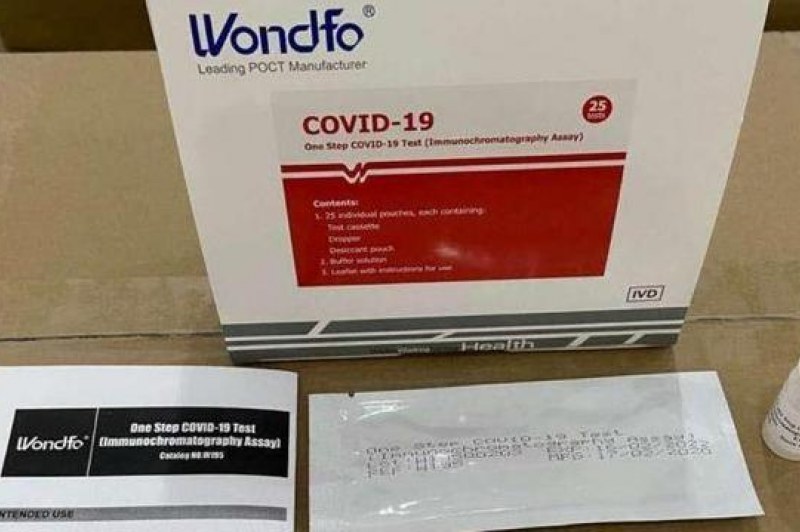 Wondfo®
Leading POCT Manufacturer
COVID-19
25
tests
One Step COVID-19 Test (Immunochromatography Assay)
Contents:
1. 25 individual pouches, each containing:
Test cassette
Dropper
Desiccant pouch
2. Buffer solution
3. Leaflet with instructions for use
IVD
Health
Wondfo®
One Step COVID-19 Test
(Immunochromatography Assay)
Catalog NO.W195
INTENDED USE
One Step COVID-19 Test